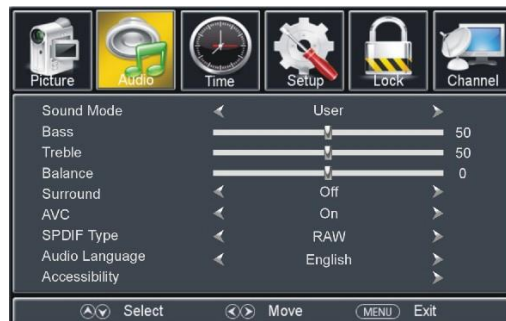 Picture Audio Time Setup Lock Channel
Sound Mode User
Bass 50
Treble 50
Balance 0
Surround Off
AVC On
SPDIF Type RAW
Audio Language English
Accessibility
Select Move MENU Exit